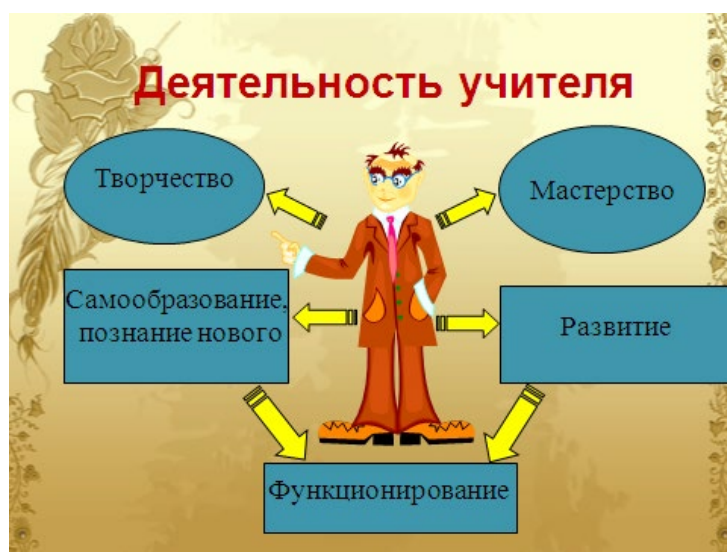 Деятельность учителя
Творчество
Мастерство
Самообразование,
познание нового
Развитие
Функционирование